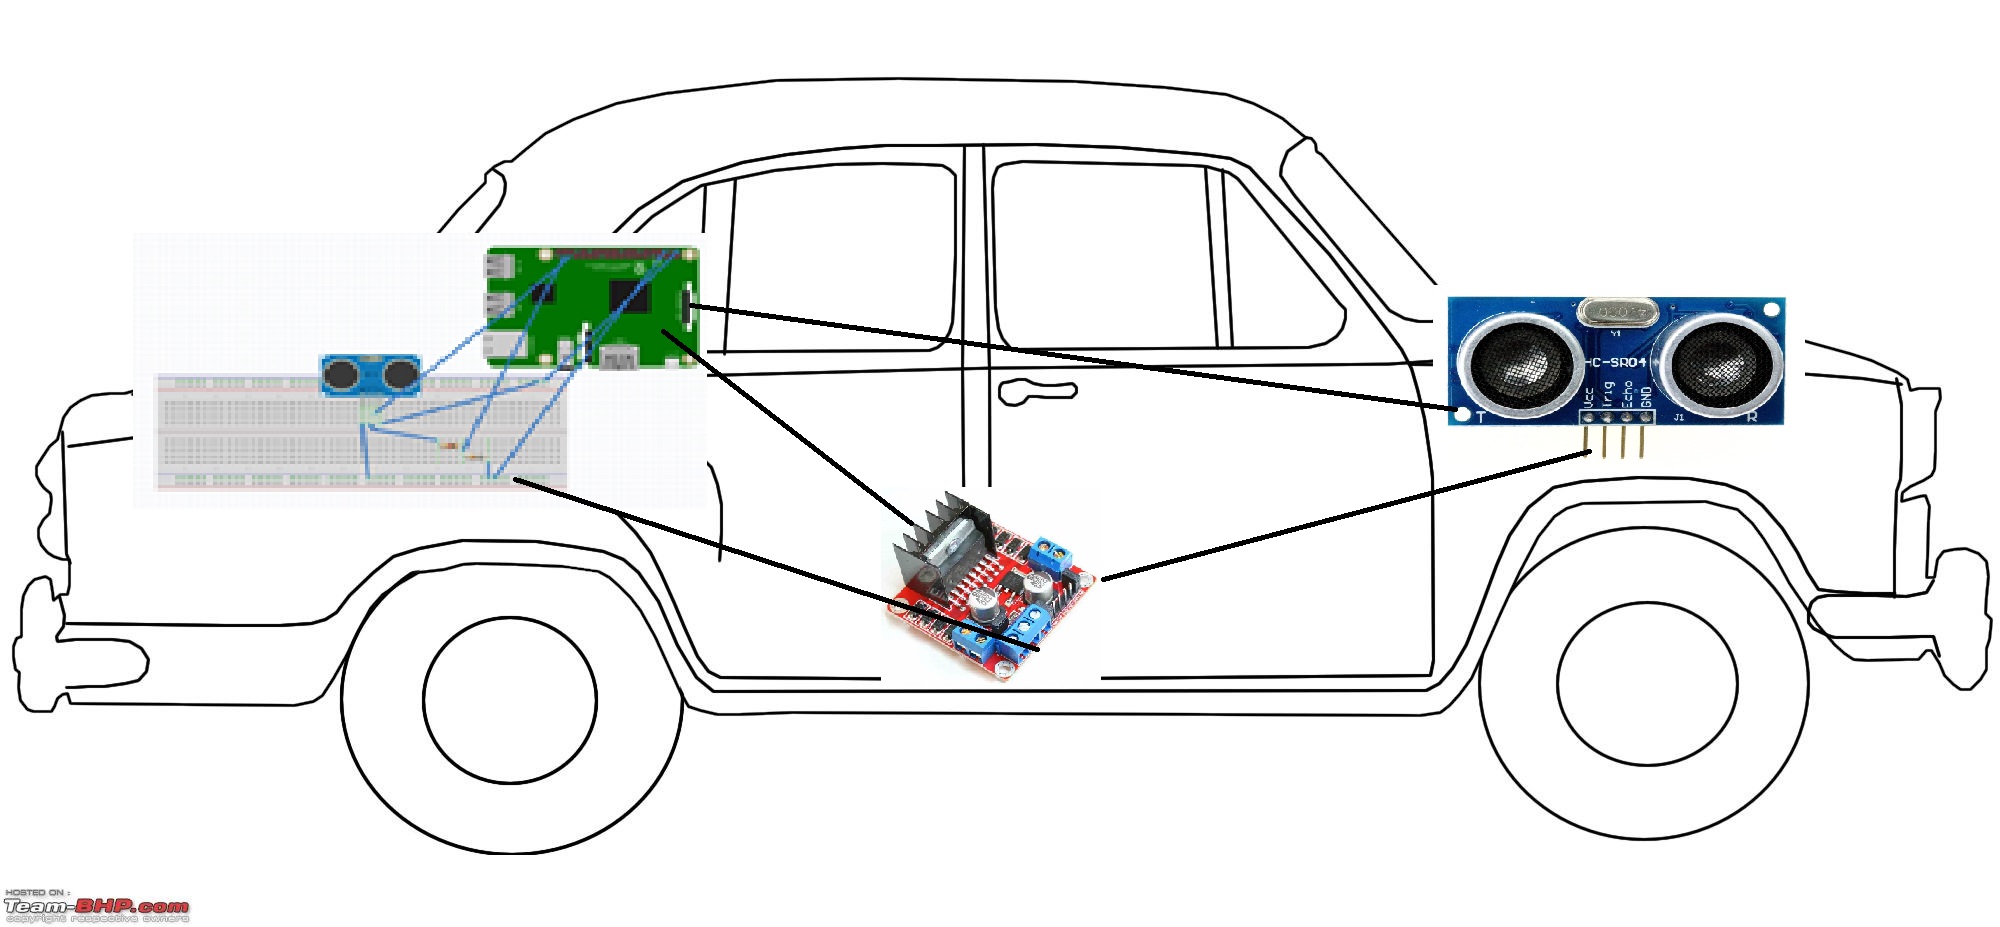 Y1
HC-SR04
Vcc
Trig
Echo
GND
T
J1
R
HOSTED ON :
Team-BHP.com
copyright respective owners